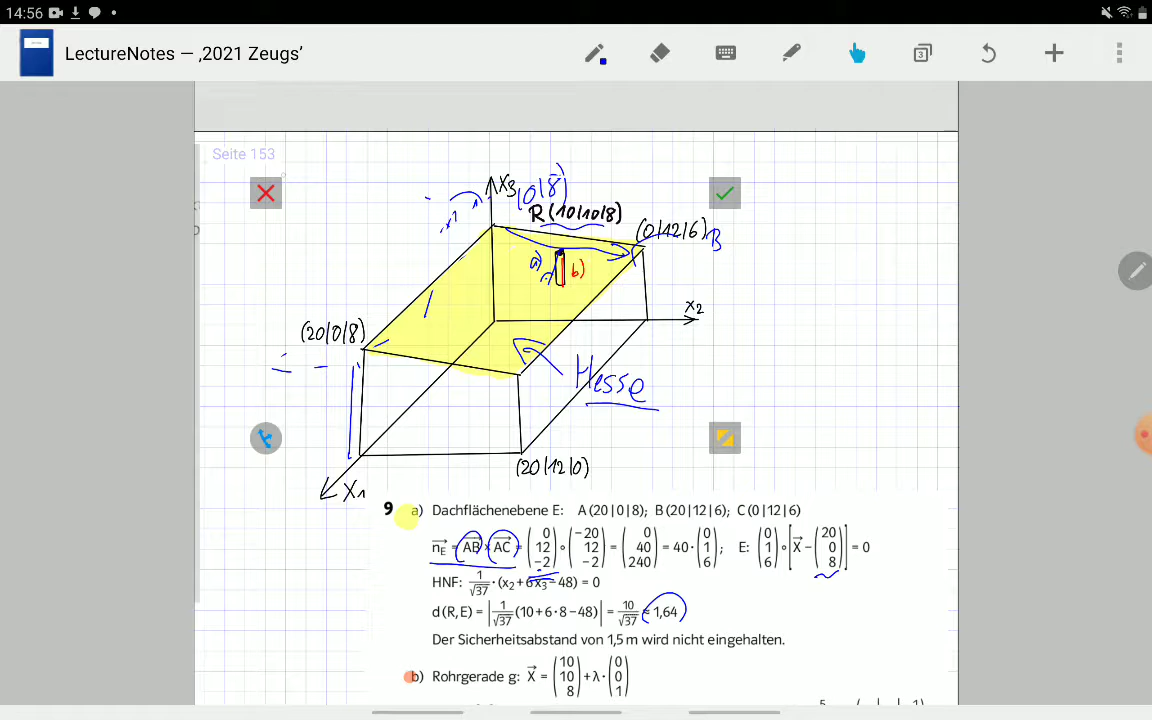 14:56
LectureNotes — ‚2021 Zeugs‘
3
Seite 153
X3
(0|8)
R (10|10|8)
(0|12|6) B
a)
b)
x2
(20|0|8)
Hesse
(20|12|0)
X1
9 a) Dachflächenebene E: A (20|0|8); B (20|12|6); C (0|12|6)
n⃗E = AB⃗ × AC⃗ = (0 12 −2) ∘ (−20 12 −2) = (0 40 240) = 40 · (0 1 6); E: (0 1 6) ∘ [X⃗ − (20 0 8)] = 0
HNF: 1/√37 · (x₂ + 6x₃ − 48) = 0
d (R, E) = |1/√37 (10 + 6 · 8 − 48)| = 10/√37 ≈ 1,64
Der Sicherheitsabstand von 1,5 m wird nicht eingehalten.
b) Rohrgerade g: X⃗ = (10 10 8) + λ · (0 0 1)